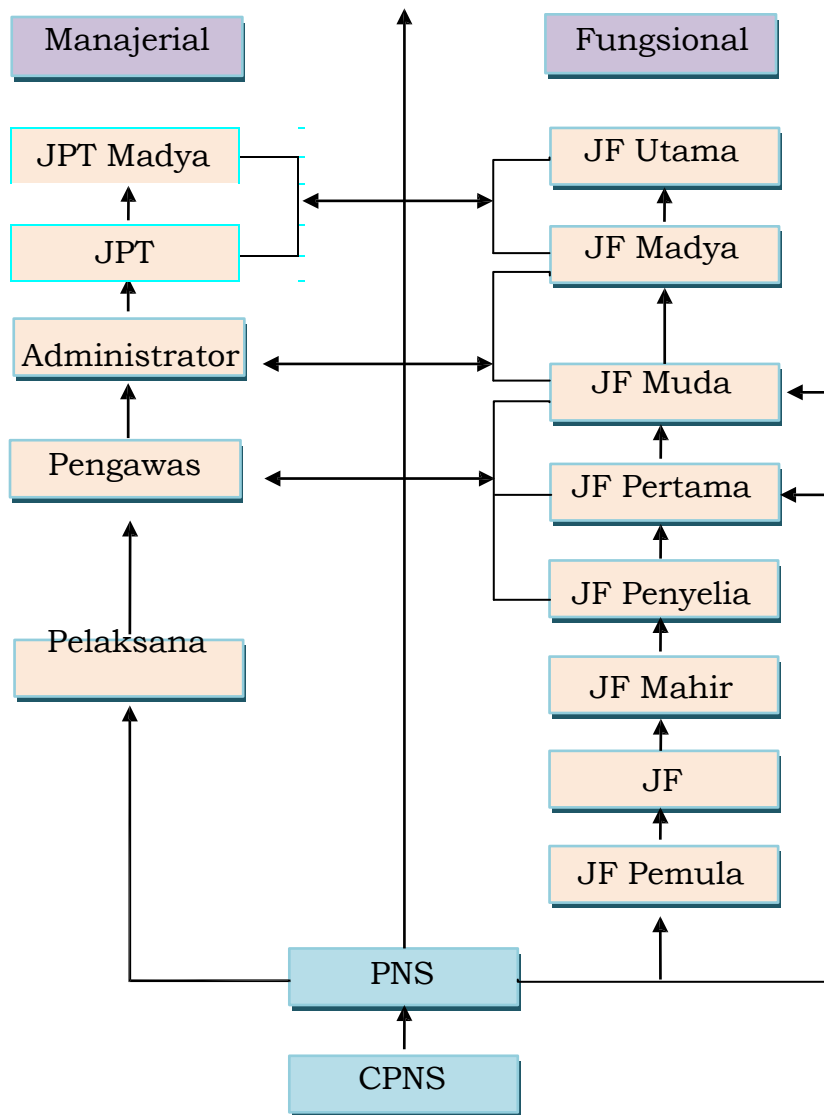 Manajerial
Fungsional
JPT Madya
JF Utama
JPT
JF Madya
Administrator
JF Muda
Pengawas
JF Pertama
JF Penyelia
Pelaksana
JF Mahir
JF
JF Pemula
PNS
CPNS